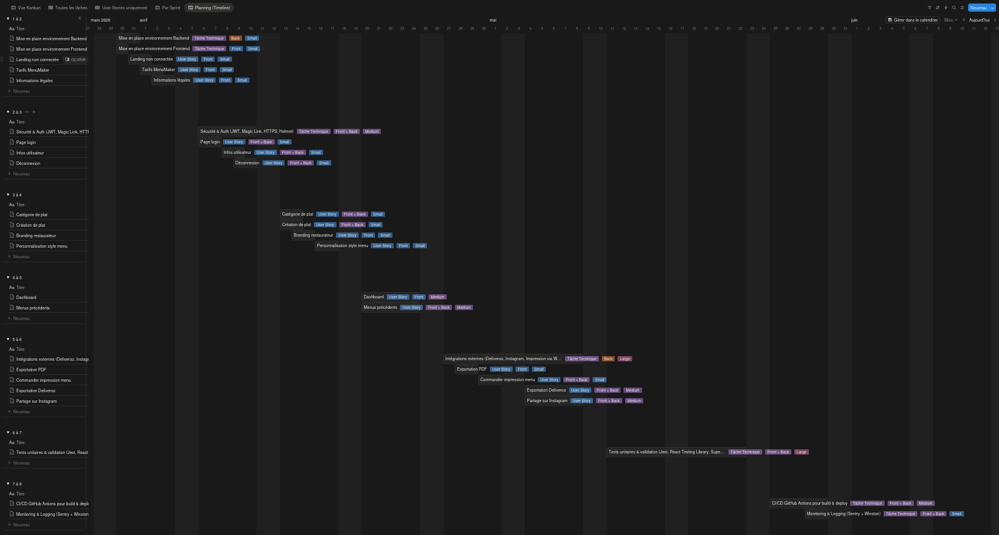 Vue Kanban Toutes les tâches User Stories uniquement Par Sprint Planning (Timeline) Nouveau
1 à 2 mars 2026 avril mai juin Gérer dans le calendrier Mois Aujourd'hui
Aa Titre 27 28 29 30 31 1 2 3 4 5 6 7 8 9 10 11 12 13 14 15 16 17 18 19 20 21 22 23 24 25 26 27 28 29 30 1 2 3 4 5 6 7 8 9 10 11 12 13 14 15 16 17 18 19 20 21 22 23 24 25 26 27 28 29 30 31 1 2 3 4 5 6 7 8 9 10 11 12 13
Mise en place environnement Backend Mise en place environnement Backend Tâche Technique Back Small
Mise en place environnement Frontend Mise en place environnement Frontend Tâche Technique Front Small
Landing non connectée OUVRIR Landing non connectée User Story Front Small
Tarifs MenuMaker Tarifs MenuMaker User Story Front Small
Informations légales Informations légales User Story Front Small
+ Nouveau
2 à 3 ... +
Aa Titre
Sécurité & Auth (JWT, Magic Link, HTTP Sécurité & Auth (JWT, Magic Link, HTTPS, Helmet) Tâche Technique Front + Back Medium
Page login Page login User Story Front + Back Small
Infos utilisateur Infos utilisateur User Story Front + Back Small
Déconnexion Déconnexion User Story Front + Back Small
+ Nouveau
3 à 4
Aa Titre
Catégorie de plat Catégorie de plat User Story Front + Back Small
Création de plat Création de plat User Story Front + Back Small
Branding restaurateur Branding restaurateur User Story Front Small
Personnalisation style menu Personnalisation style menu User Story Front Small
+ Nouveau
4 à 5
Aa Titre
Dashboard Dashboard User Story Front Medium
Menus précédents Menus précédents User Story Front + Back Medium
+ Nouveau
5 à 6
Aa Titre
Intégrations externes (Deliveroo, Instagr Intégrations externes (Deliveroo, Instagram, Impression via W... Tâche Technique Back Large
Exportation PDF Exportation PDF User Story Front Small
Commander impression menu Commander impression menu User Story Front + Back Small
Exportation Deliveroo Exportation Deliveroo User Story Front + Back Medium
Partage sur Instagram Partage sur Instagram User Story Front + Back Medium
+ Nouveau
6 à 7
Aa Titre
Tests unitaires & validation (Jest, React Tests unitaires & validation (Jest, React Testing Library, Supe... Tâche Technique Front + Back Large
+ Nouveau
7 à 8
Aa Titre
CI/CD GitHub Actions pour build & deplo CI/CD GitHub Actions pour build & deploy Tâche Technique Front + Back Medium
Monitoring & Logging (Sentry + Winston Monitoring & Logging (Sentry + Winston) Tâche Technique Front + Back Small
+ Nouveau